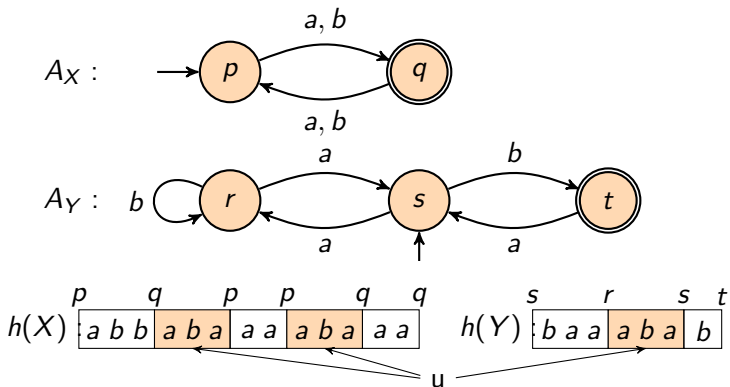 a, b
A_X : p q
a, b
a b
A_Y : b r s t
a a
p q p p q q s r s t
h(X) : a b b a b a a a a b a a a h(Y) : b a a a b a b
u